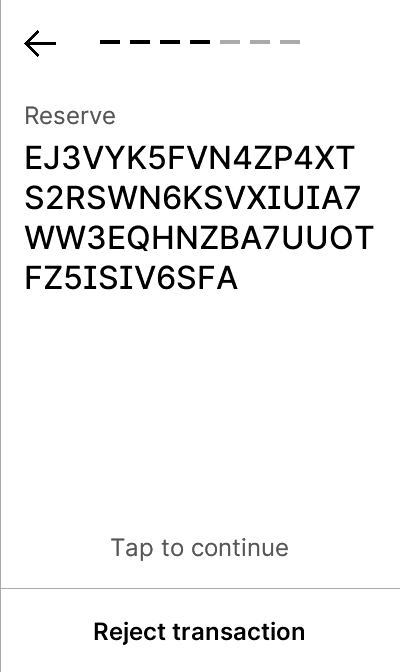 Reserve
EJ3VYK5FVN4ZP4XT
S2RSWN6KSVXIUIA7
WW3EQHNZBA7UUOT
FZ5ISIV6SFA
Tap to continue
Reject transaction